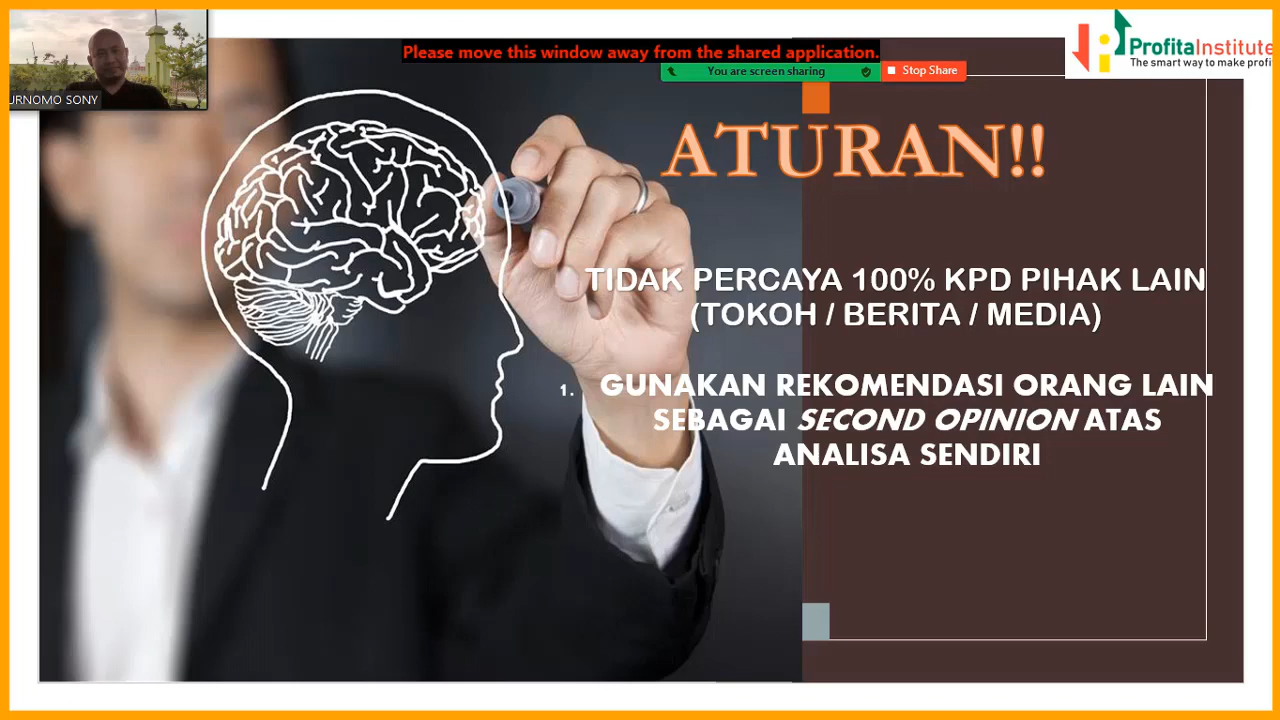 Please move this window away from the shared application.
You are screen sharing
Stop Share
ProfitaInstitute
The smart way to make profi
URNOMO SONY
ATURAN!!
TIDAK PERCAYA 100% KPD PIHAK LAIN
(TOKOH / BERITA / MEDIA)
1. GUNAKAN REKOMENDASI ORANG LAIN
SEBAGAI SECOND OPINION ATAS
ANALISA SENDIRI